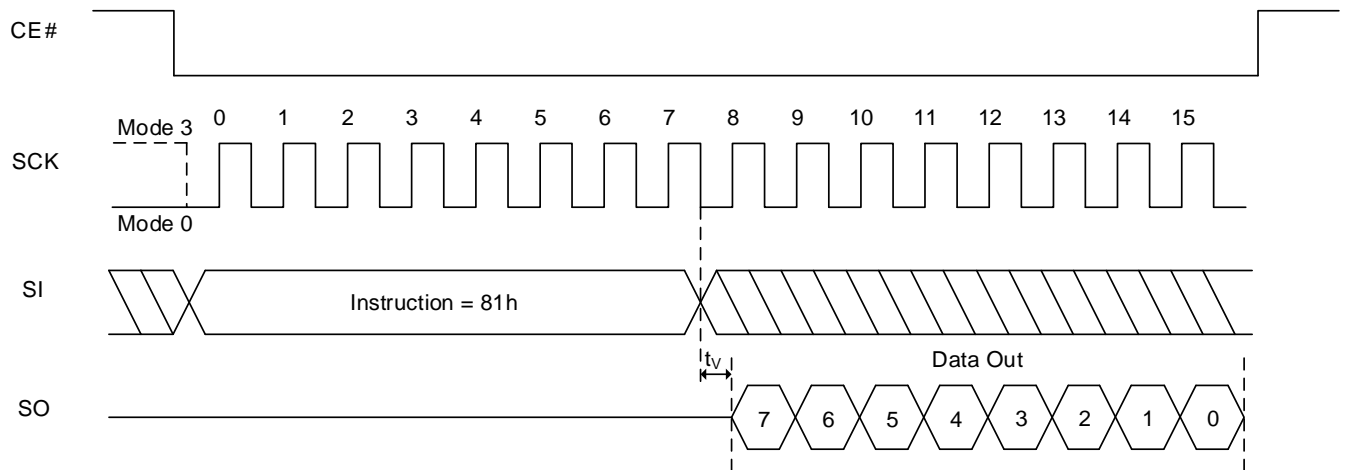 CE#
Mode 3 0 1 2 3 4 5 6 7 8 9 10 11 12 13 14 15
SCK
Mode 0
SI Instruction = 81h
tV Data Out
SO 7 6 5 4 3 2 1 0